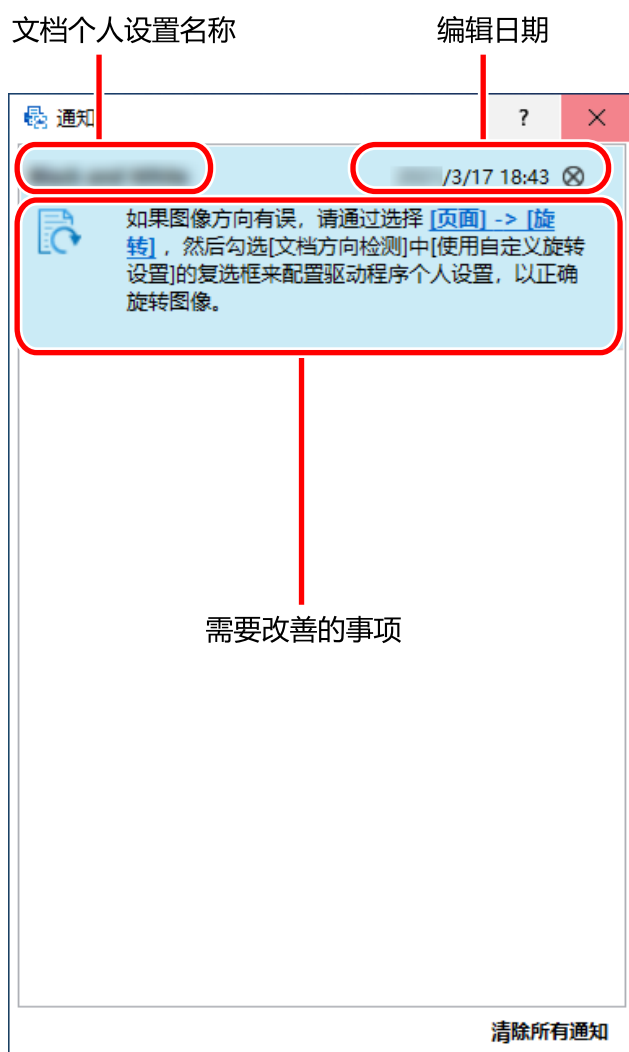 文档个人设置名称
编辑日期
通知
?
/3/17 18:43
如果图像方向有误，请通过选择 [页面] -> [旋
转] ，然后勾选[文档方向检测]中[使用自定义旋转
设置]的复选框来配置驱动程序个人设置，以正确
旋转图像。
需要改善的事项
清除所有通知